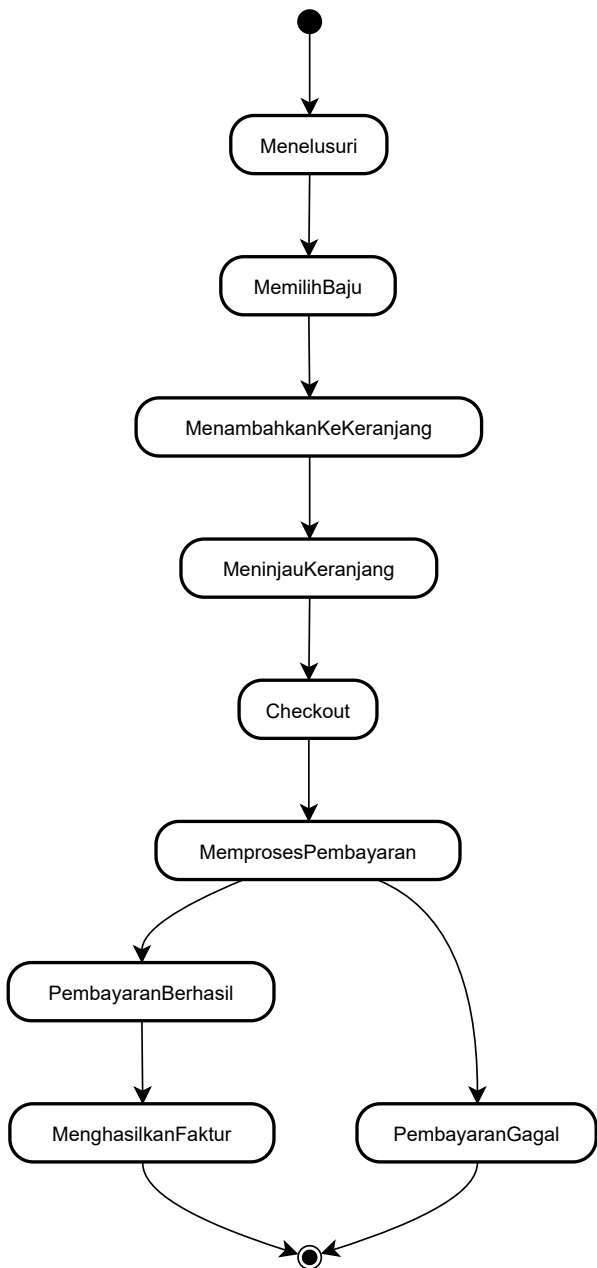 Menelusuri
MemilihBaju
MenambahkanKeKeranjang
MeninjauKeranjang
Checkout
MemprosesPembayaran
PembayaranBerhasil
MenghasilkanFaktur
PembayaranGagal